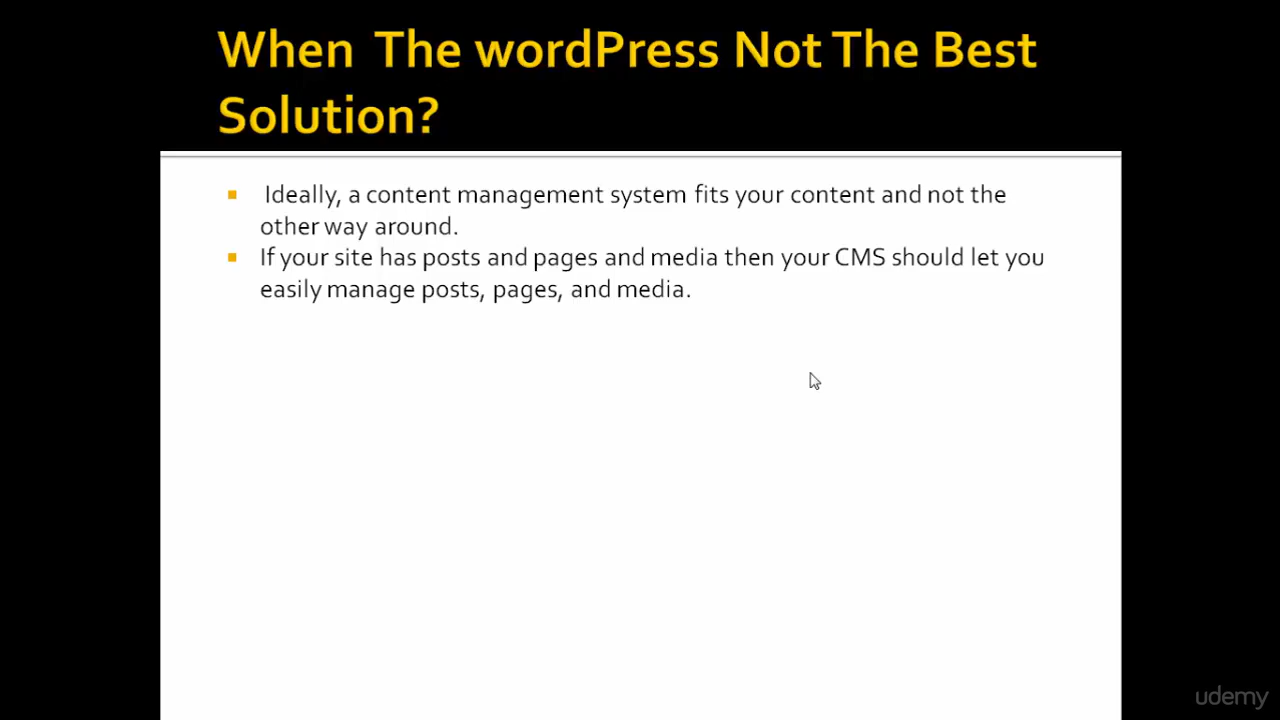 When The wordPress Not The Best
Solution?
Ideally, a content management system fits your content and not the
other way around.
If your site has posts and pages and media then your CMS should let you
easily manage posts, pages, and media.
udemy